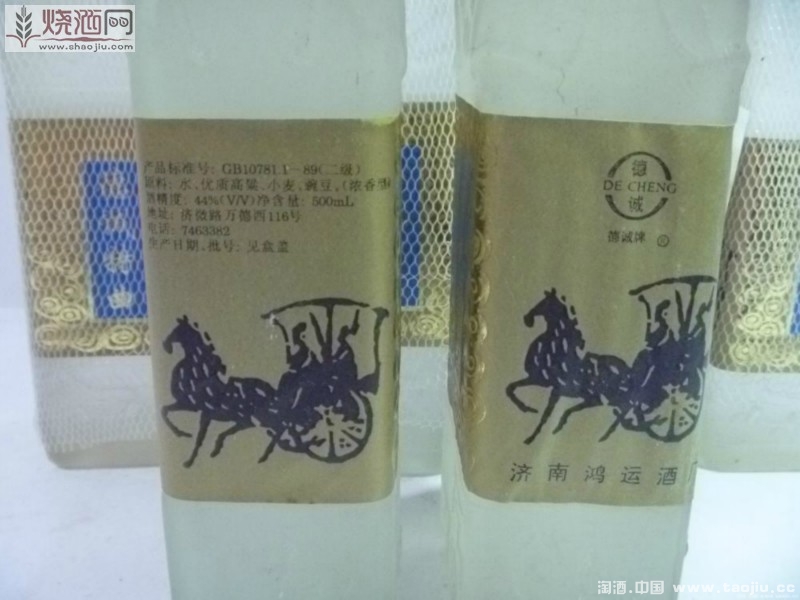 烧酒网
www.shaojiu.com
产品标准号: GB10781.1-89(二级)
原料: 水、优质高粱、小麦、豌豆、(浓香型)
酒精度: 44%(V/V)净含量: 500mL
地址: 济微路万德西116号
电话: 7463382
生产日期、批号: 见盒盖
德
DE CHENG
诚
德诚牌 ®
济南鸿运酒厂
淘酒.中国 www.taojiu.cc